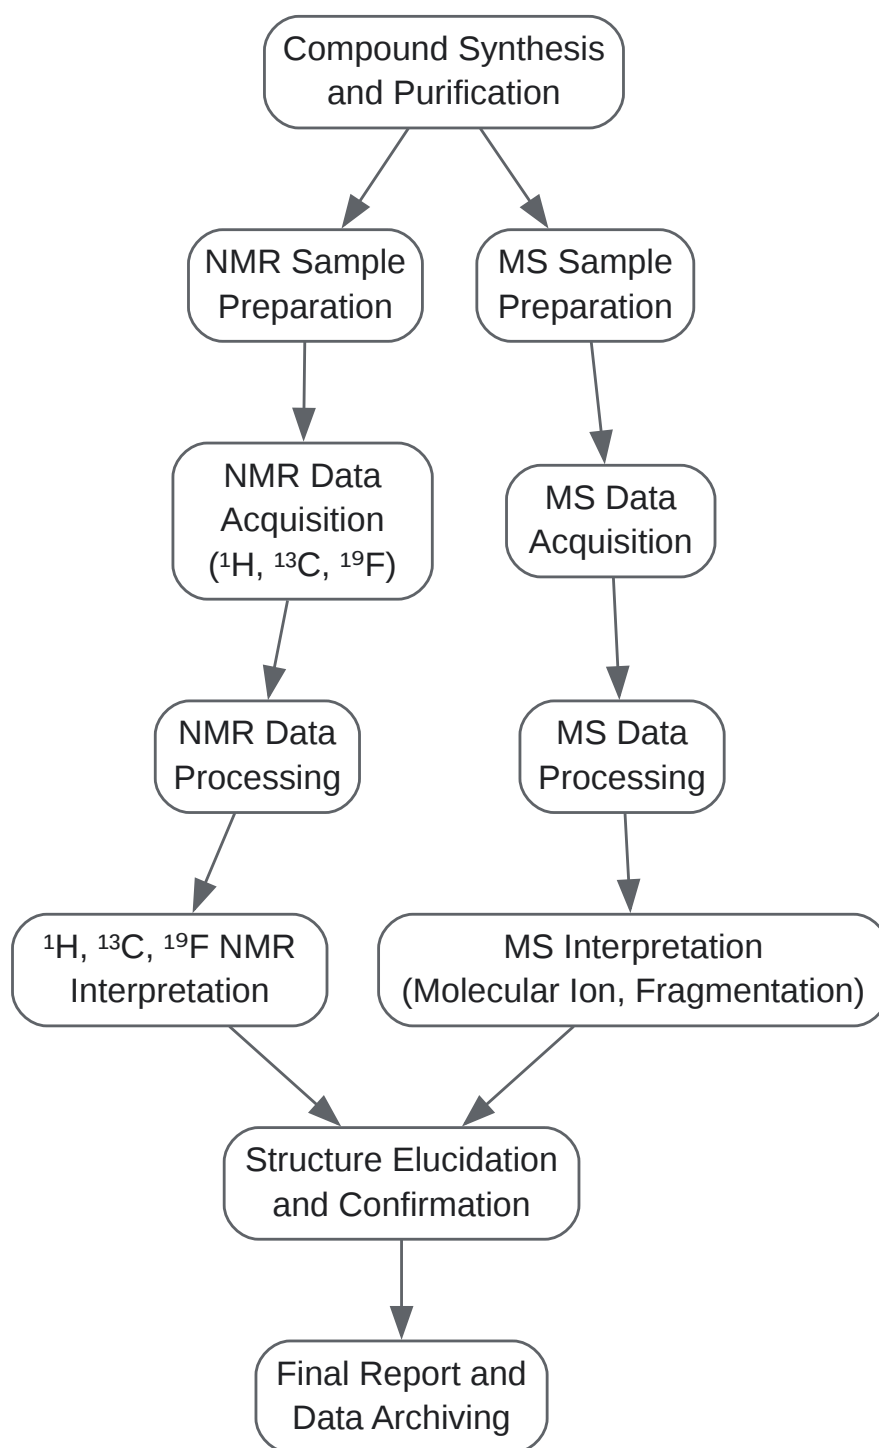 Compound Synthesis
and Purification
NMR Sample
Preparation
MS Sample
Preparation
NMR Data
Acquisition
(¹H, ¹³C, ¹⁹F)
MS Data
Acquisition
NMR Data
Processing
MS Data
Processing
¹H, ¹³C, ¹⁹F NMR
Interpretation
MS Interpretation
(Molecular Ion, Fragmentation)
Structure Elucidation
and Confirmation
Final Report and
Data Archiving